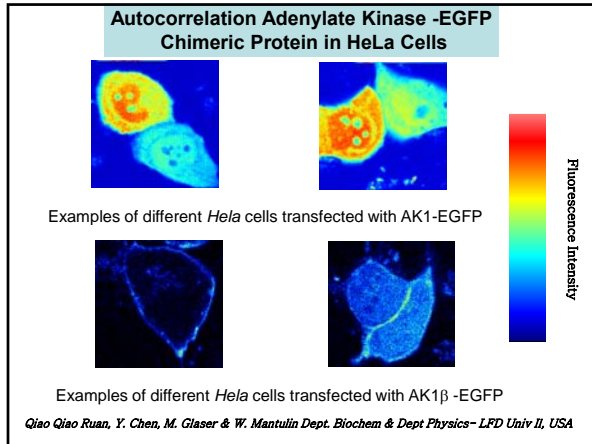 Autocorrelation Adenylate Kinase -EGFP
Chimeric Protein in HeLa Cells
Fluorescence Intensity
Examples of different Hela cells transfected with AK1-EGFP
Examples of different Hela cells transfected with AK1β -EGFP
Qiao Qiao Ruan, Y. Chen, M. Glaser & W. Mantulin Dept. Biochem & Dept Physics- LFD Univ Il, USA